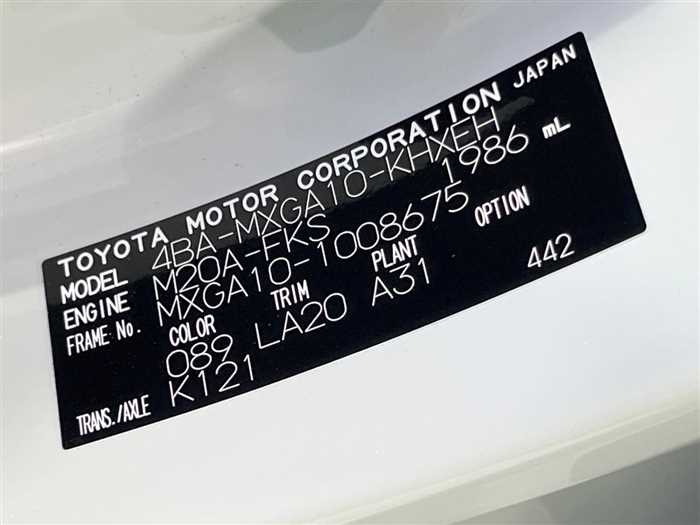 TOYOTA MOTOR CORPORATION JAPAN
MODEL 4BA-MXGA10-KHXEH
ENGINE M20A-FKS 1986 mL
FRAME No. MXGA10-1008675
COLOR TRIM PLANT OPTION
089 LA20 A31 442
TRANS./AXLE K121